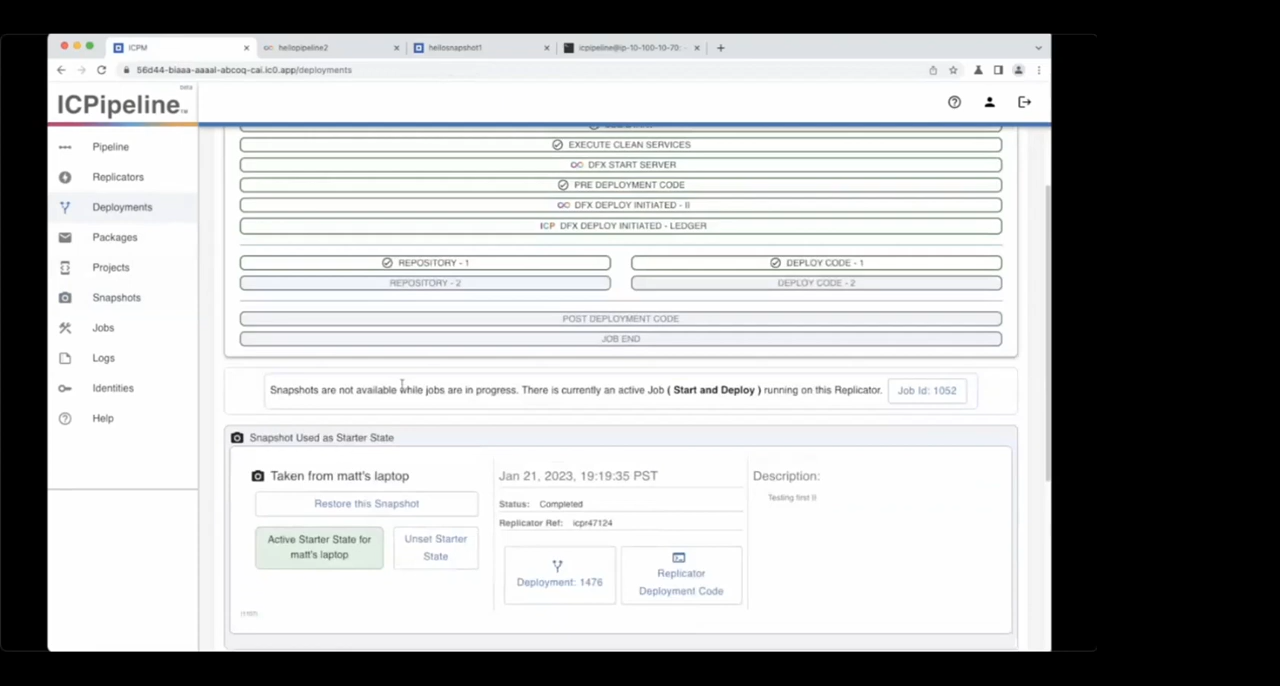 ICPM
hellopipeline2
hellosnapshot1
icpipeline@ip-10-100-10-70: -
56d44-biaaa-aaaal-abcoq-cai.ic0.app/deployments
beta
ICPipeline™
Pipeline
Replicators
Deployments
Packages
Projects
Snapshots
Jobs
Logs
Identities
Help
EXECUTE CLEAN SERVICES
DFX START SERVER
PRE DEPLOYMENT CODE
DFX DEPLOY INITIATED - II
ICP DFX DEPLOY INITIATED - LEDGER
REPOSITORY - 1
DEPLOY CODE - 1
REPOSITORY - 2
DEPLOY CODE - 2
POST DEPLOYMENT CODE
JOB END
Snapshots are not available while jobs are in progress. There is currently an active Job ( Start and Deploy ) running on this Replicator.
Job Id: 1052
Snapshot Used as Starter State
Taken from matt's laptop
Restore this Snapshot
Active Starter State for
matt's laptop
Unset Starter
State
Jan 21, 2023, 19:19:35 PST
Status: Completed
Replicator Ref: icpr47124
Deployment: 1476
Replicator
Deployment Code
Description:
Testing first II